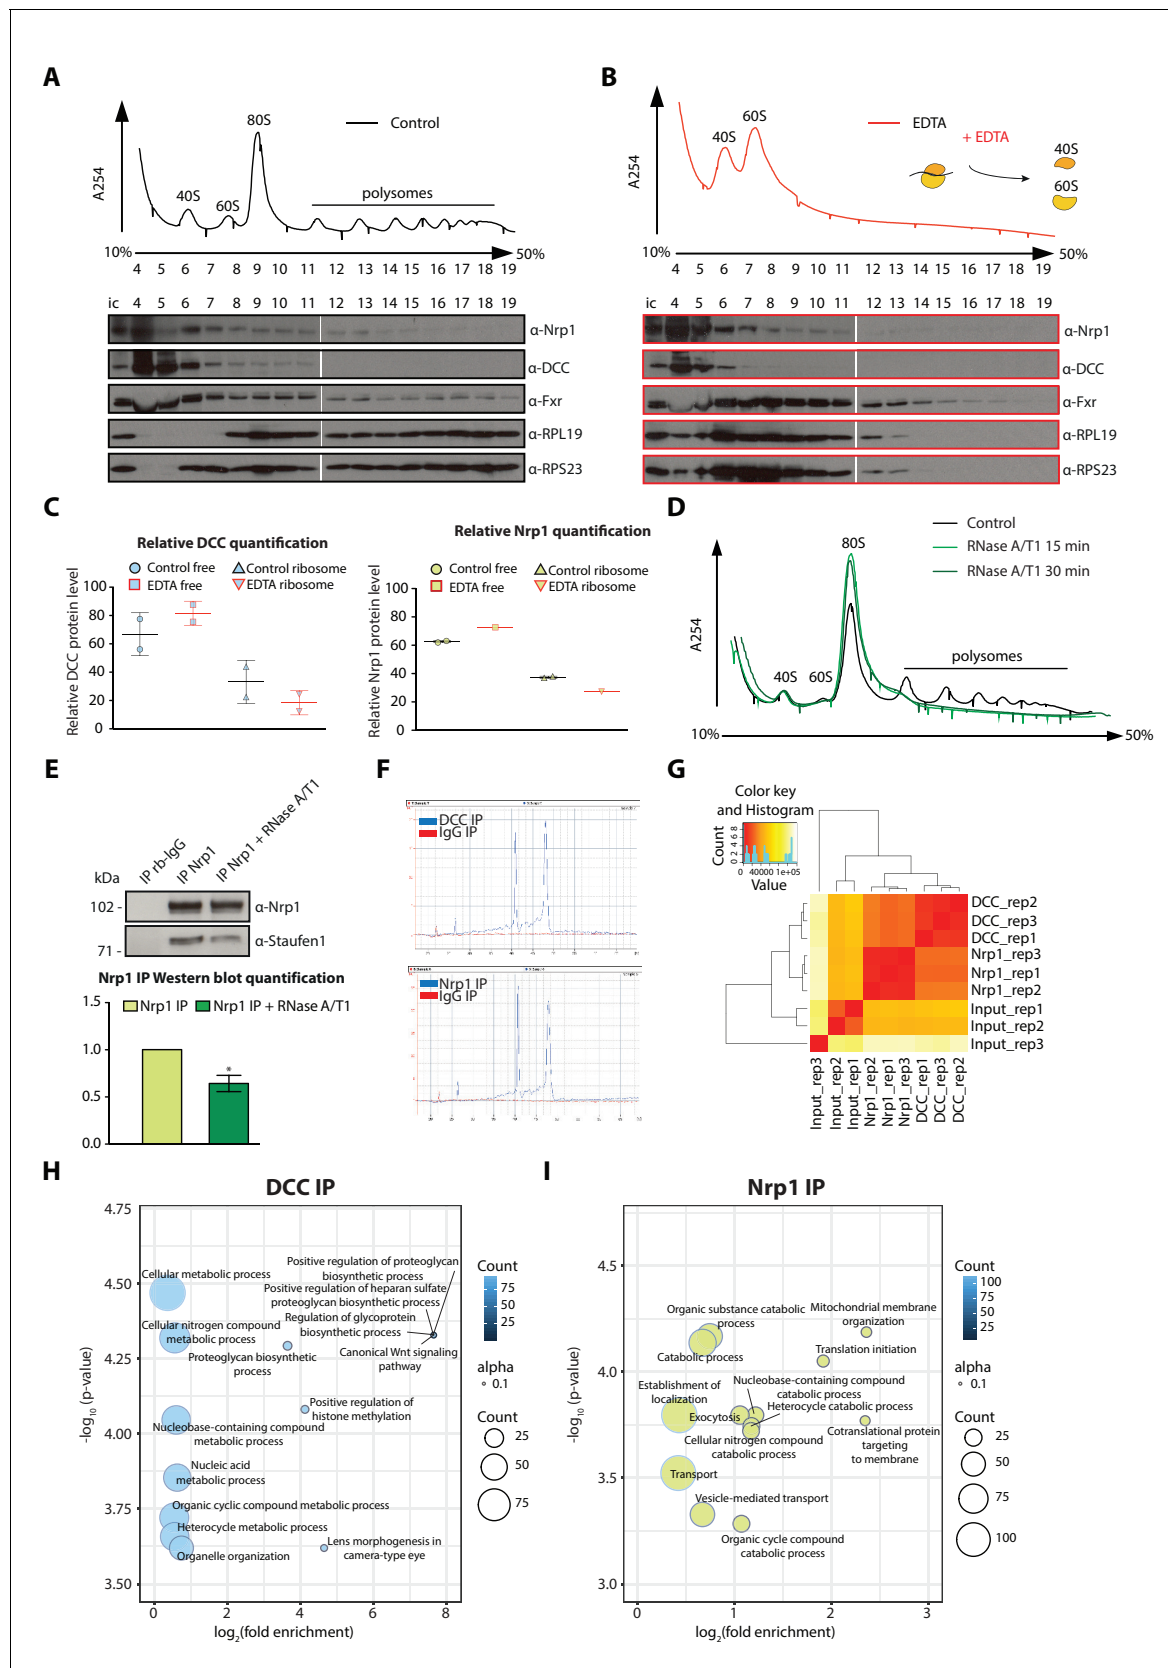 A
A254
40S
60S
80S
Control
polysomes
10%
50%
4 5 6 7 8 9 10 11 12 13 14 15 16 17 18 19
ic 4 5 6 7 8 9 10 11 12 13 14 15 16 17 18 19
α-Nrp1
α-DCC
α-Fxr
α-RPL19
α-RPS23
B
A254
40S
60S
EDTA
+ EDTA
40S
60S
10%
50%
4 5 6 7 8 9 10 11 12 13 14 15 16 17 18 19
ic 4 5 6 7 8 9 10 11 12 13 14 15 16 17 18 19
α-Nrp1
α-DCC
α-Fxr
α-RPL19
α-RPS23
C
Relative DCC quantification
Control free
Control ribosome
EDTA free
EDTA ribosome
Relative DCC protein level
100
80
60
40
20
0
Relative Nrp1 quantification
Control free
Control ribosome
EDTA free
EDTA ribosome
Relative Nrp1 protein level
100
80
60
40
20
0
D
Control
RNase A/T1 15 min
RNase A/T1 30 min
80S
A254
40S
60S
polysomes
10%
50%
E
IP rb-IgG
IP Nrp1
IP Nrp1 + RNase A/T1
kDa
102 -
71 -
α-Nrp1
α-Staufen1
Nrp1 IP Western blot quantification
Nrp1 IP
Nrp1 IP + RNase A/T1
1.5
1.0
0.5
0.0
*
F
DCC IP
IgG IP
Nrp1 IP
IgG IP
G
Color key
and Histogram
Count
0 2 4 6 8
0 40000 1e+05
Value
DCC_rep2
DCC_rep3
DCC_rep1
Nrp1_rep3
Nrp1_rep1
Nrp1_rep2
Input_rep1
Input_rep2
Input_rep3
Input_rep3
Input_rep2
Input_rep1
Nrp1_rep2
Nrp1_rep1
Nrp1_rep3
DCC_rep1
DCC_rep3
DCC_rep2
H
DCC IP
-log10 (p-value)
4.75
4.50
4.25
4.00
3.75
3.50
0 2 4 6 8
log2(fold enrichment)
Positive regulation of proteoglycan
biosynthetic process
Cellular metabolic process
Positive regulation of heparan sulfate
proteoglycan biosynthetic process
Regulation of glycoprotein
biosynthetic process
Cellular nitrogen compound
metabolic process
Canonical Wnt signaling
pathway
Proteoglycan biosynthetic
process
Positive regulation
of histone methylation
Nucleobase-containing compound
metabolic process
Nucleic acid
metabolic process
Organic cyclic compound metabolic process
Heterocycle metabolic process
Organelle organization
Lens morphogenesis in
camera-type eye
Count
75
50
25
alpha
0.1
Count
25
50
75
I
Nrp1 IP
-log10 (p-value)
4.5
4.0
3.5
3.0
0 1 2 3
log2(fold enrichment)
Organic substance catabolic
process
Mitochondrial membrane
organization
Catabolic process
Translation initiation
Establishment of
localization
Nucleobase-containing compound
catabolic process
Exocytosis
Heterocycle catabolic process
Cellular nitrogen compound
catabolic process
Cotranslational protein
targeting
to membrane
Transport
Vesicle-mediated transport
Organic cycle compound
catabolic process
Count
100
75
50
25
alpha
0.1
Count
25
50
75
100